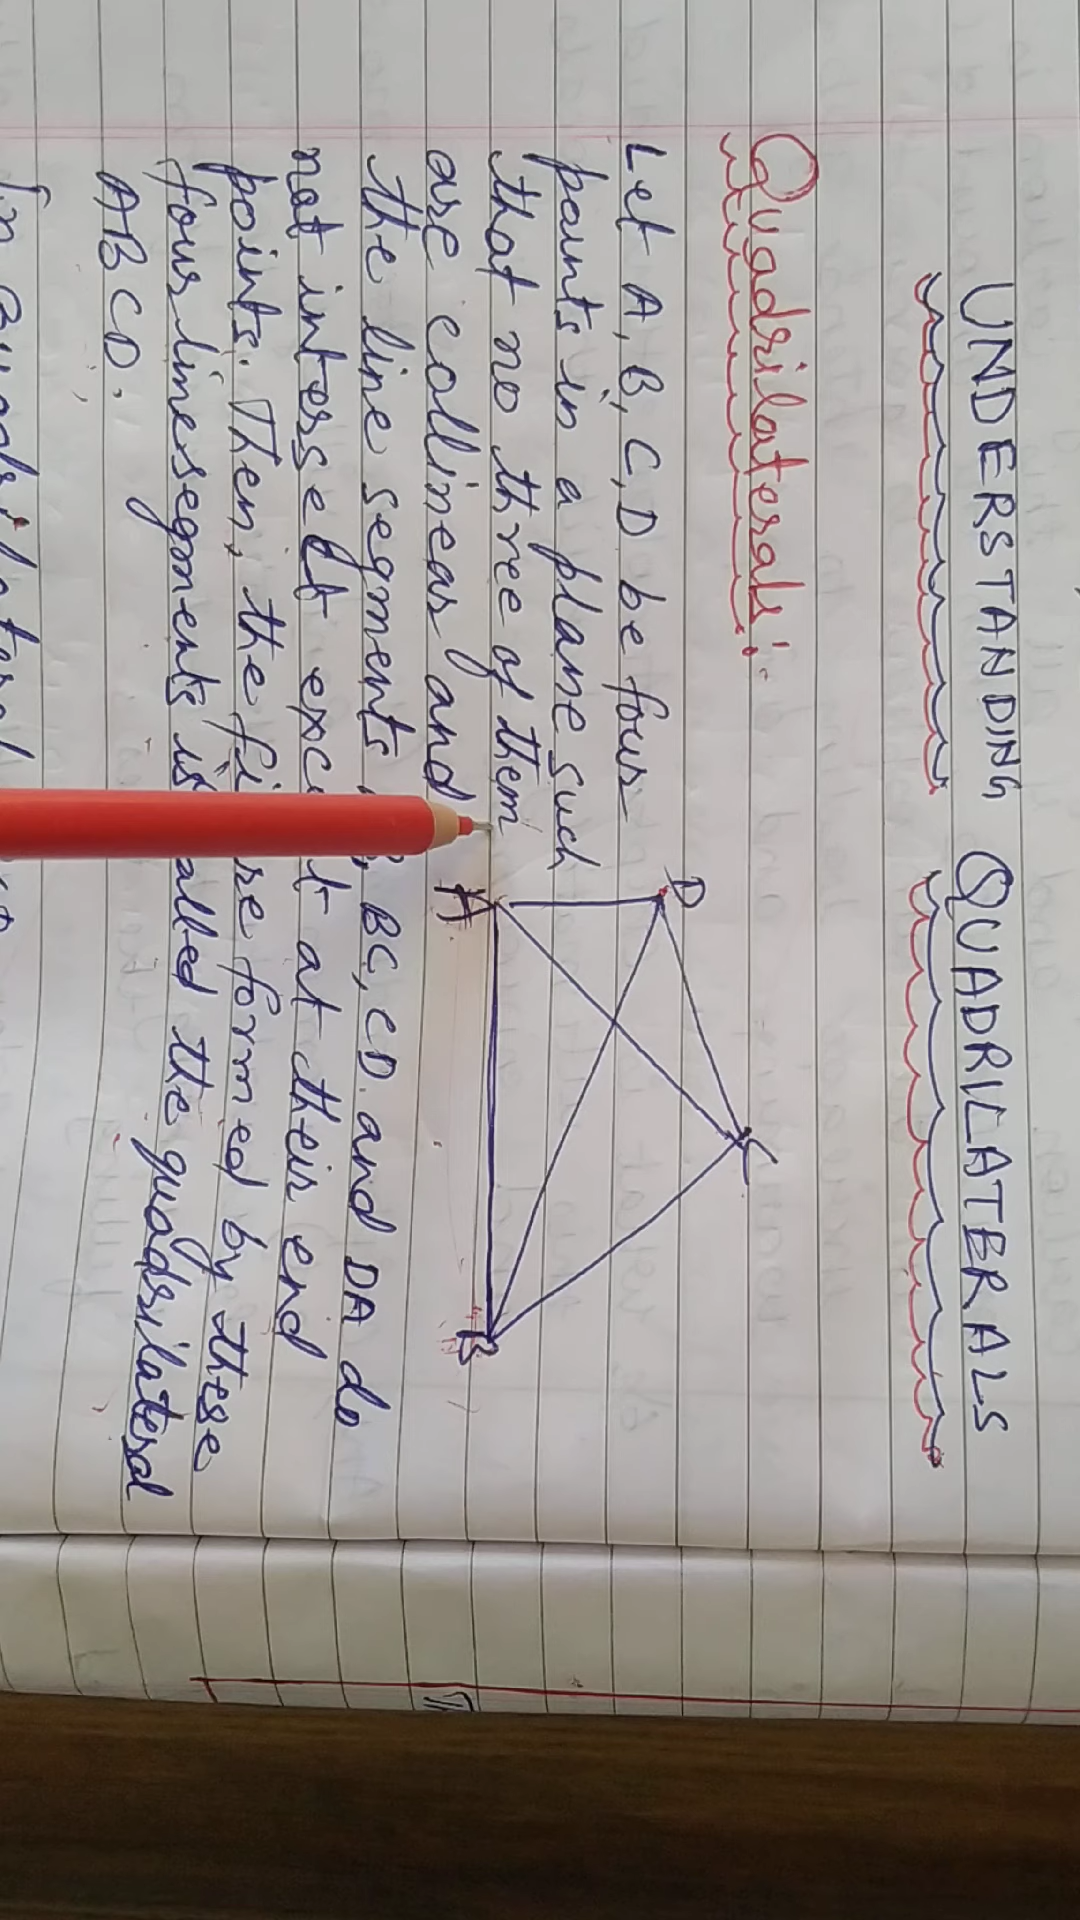 UNDERSTANDING QUADRILATERALS
Quadrilaterals:
Let A, B, C, D be four
points in a plane such
that no three of them
are collinear and
the line segments BC, CD and DA do
not intersect except at their end
points. Then, the figure formed by these
four line segments is called the quadrilateral
ABCD.
D
C
A
B